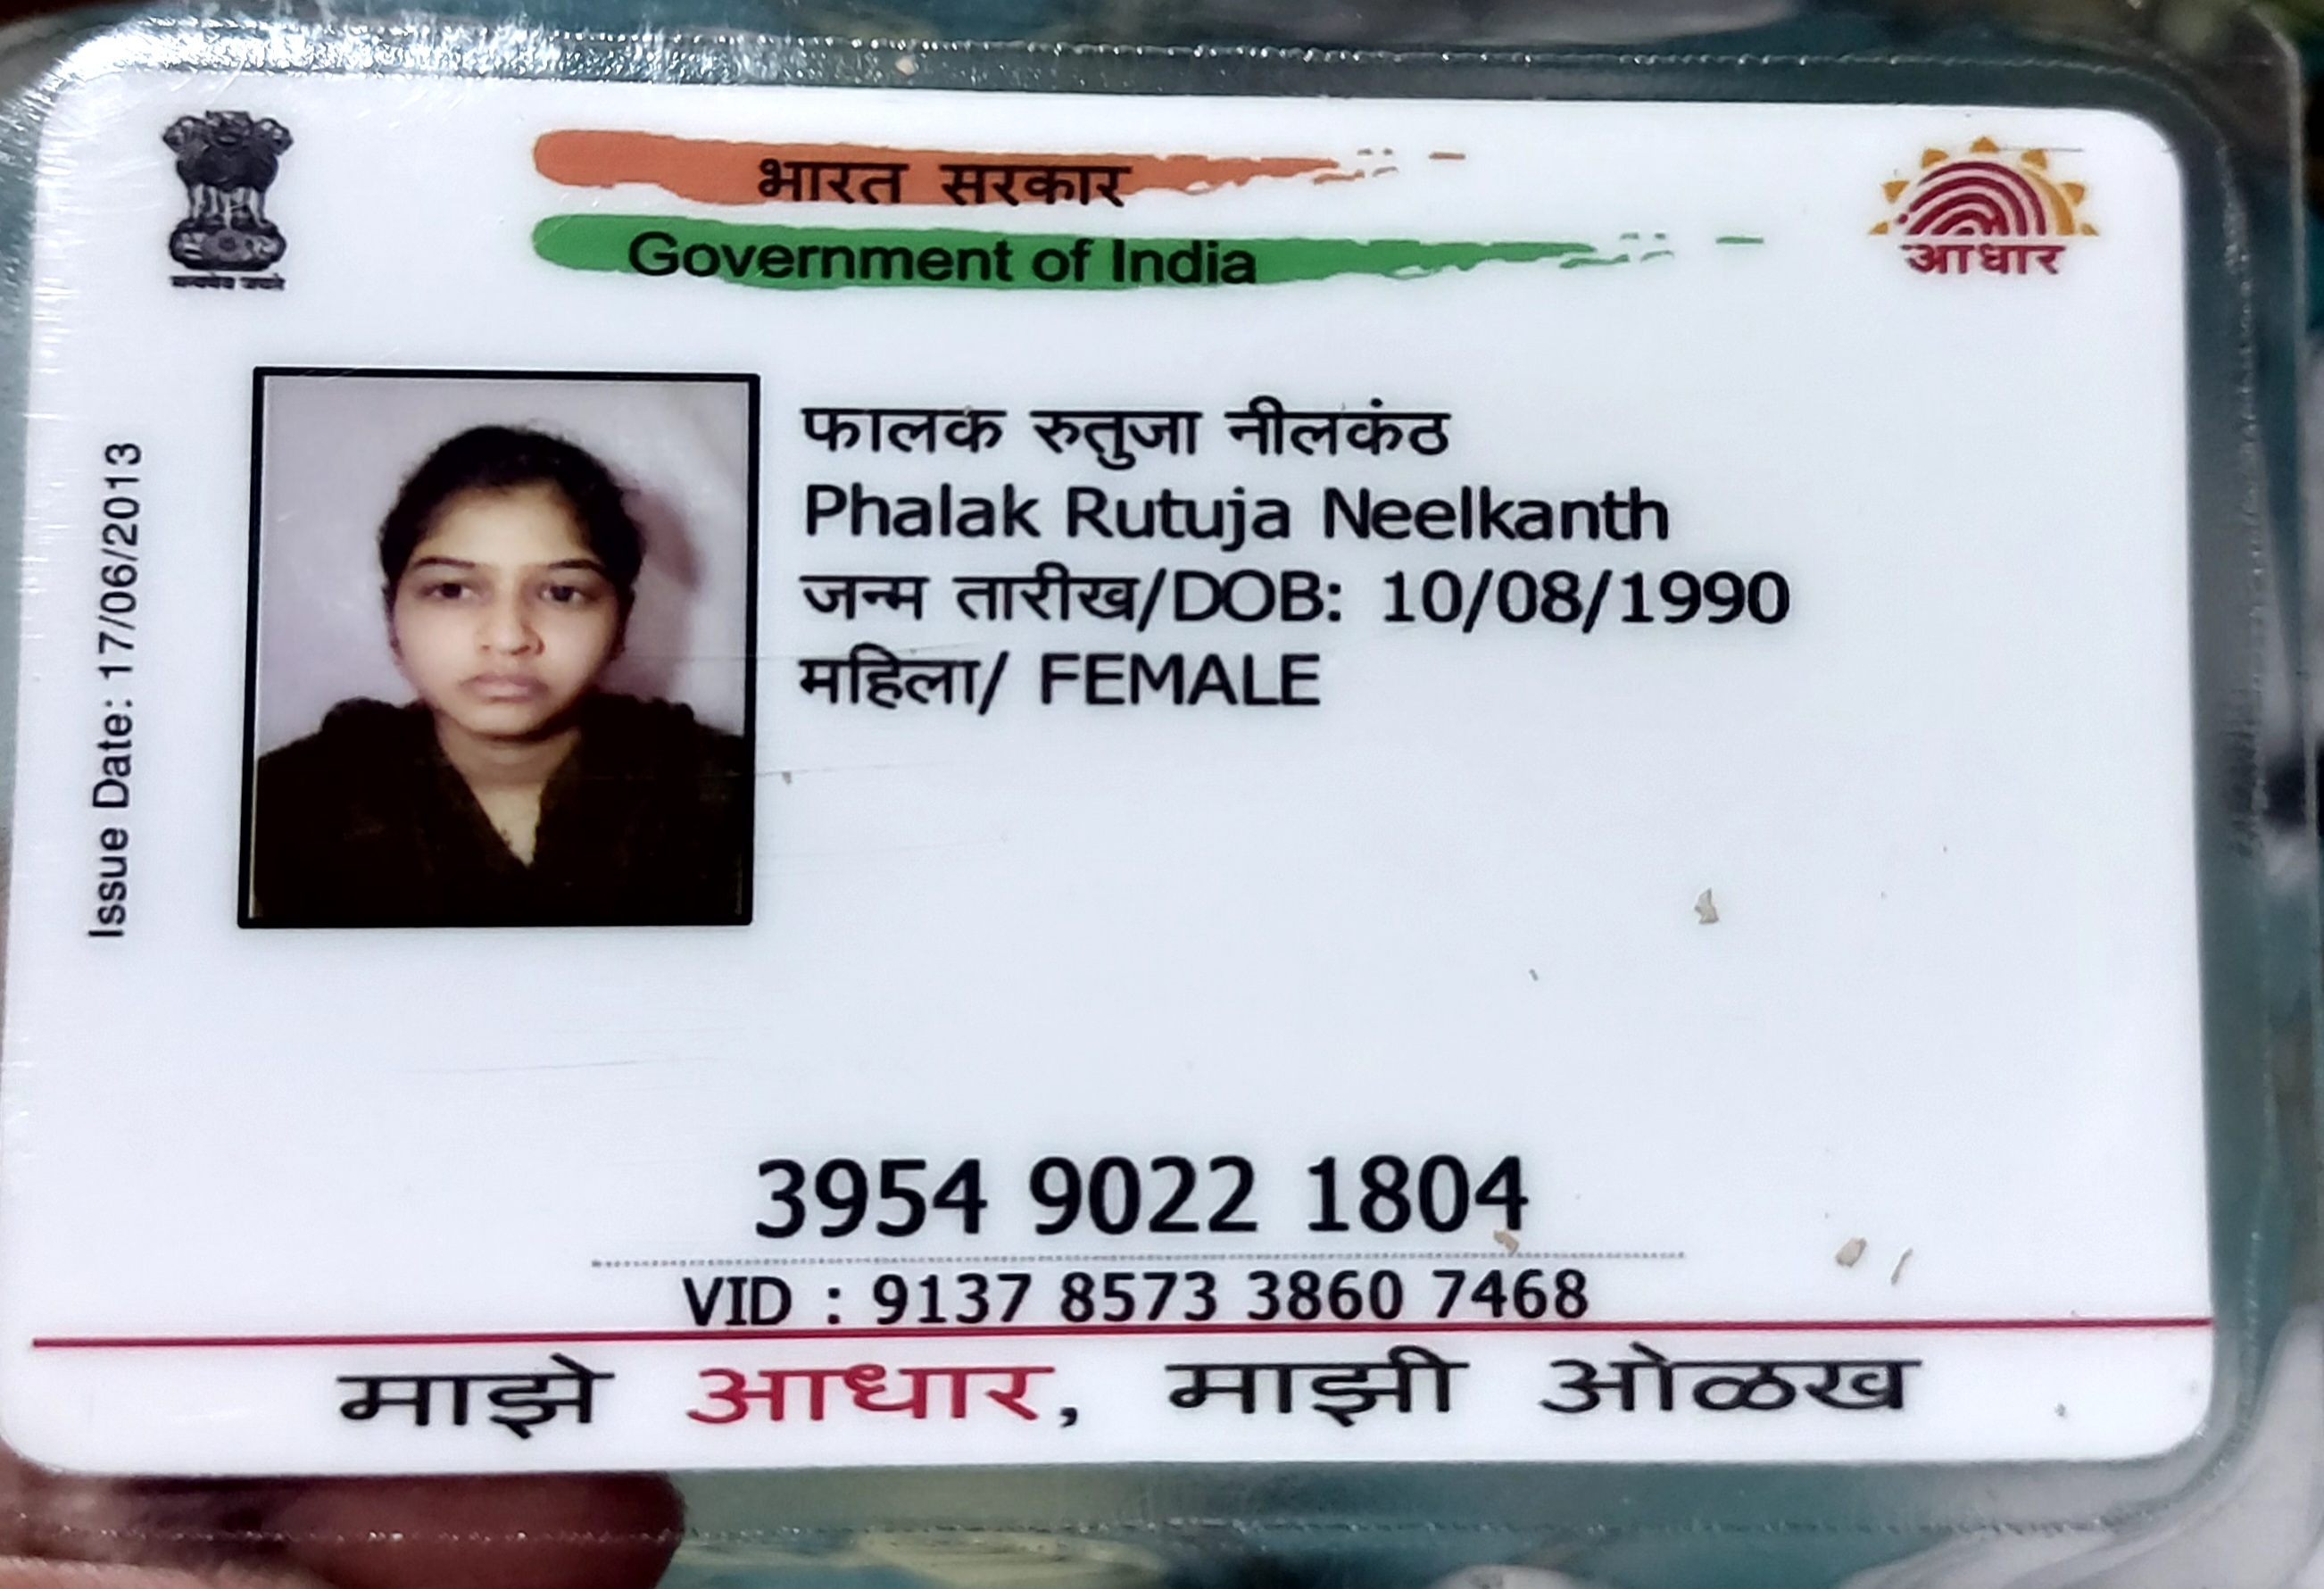 भारत सरकार
Government of India
आधार
Issue Date: 17/06/2013
फालक रुतुजा नीलकंठ
Phalak Rutuja Neelkanth
जन्म तारीख/DOB: 10/08/1990
महिला/ FEMALE
3954 9022 1804
VID : 9137 8573 3860 7468
माझे आधार, माझी ओळख